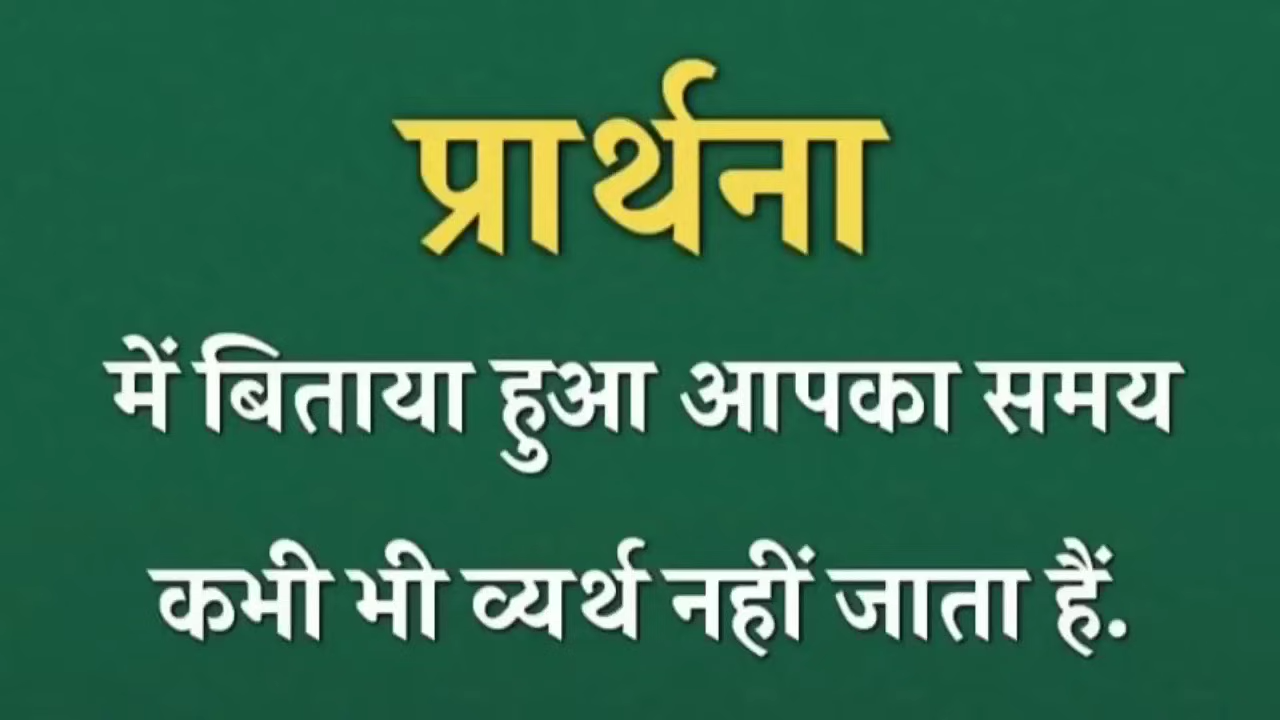 प्रार्थना
में बिताया हुआ आपका समय
कभी भी व्यर्थ नहीं जाता हैं.